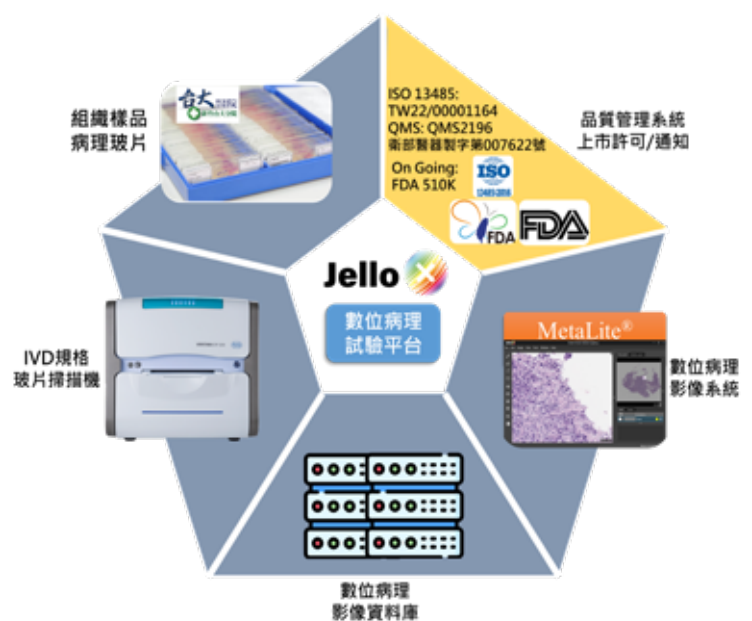 組織樣品
病理玻片
台大
ISO 13485:
TW22/00001164
QMS: QMS2196
衛部醫器製字第007622號
On Going:
FDA 510K
ISO
13485:2016
FDA
FDA
品質管理系統
上市許可/通知
Jello X
數位病理
試驗平台
IVD規格
玻片掃描機
MetaLite®
數位病理
影像系統
數位病理
影像資料庫